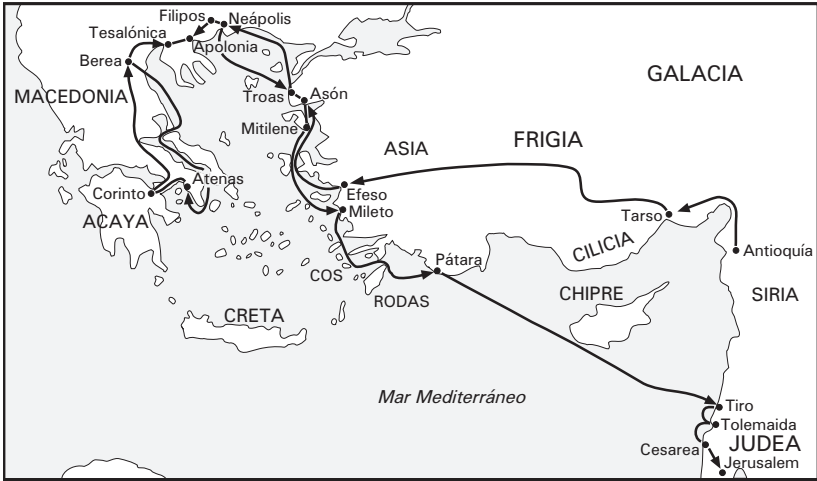 Filipos
Neápolis
Tesalónica
Apolonia
Berea
GALACIA
MACEDONIA
Troas
Asón
Mitilene
FRIGIA
ASIA
Atenas
Corinto
Efeso
Mileto
Tarso
ACAYA
CILICIA
Antioquía
Pátara
COS
RODAS
CHIPRE
SIRIA
CRETA
Mar Mediterráneo
Tiro
Tolemaida
Cesarea
JUDEA
Jerusalem